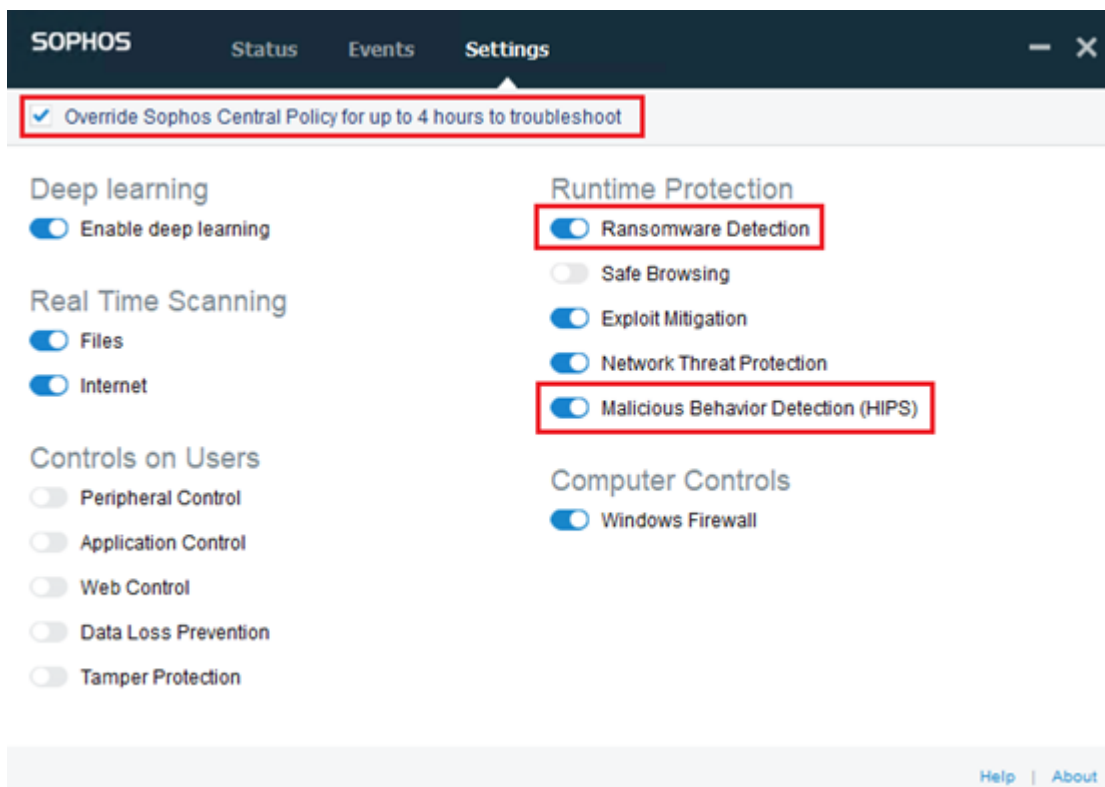 SOPHOS Status Events Settings
Override Sophos Central Policy for up to 4 hours to troubleshoot
Deep learning
Enable deep learning
Real Time Scanning
Files
Internet
Controls on Users
Peripheral Control
Application Control
Web Control
Data Loss Prevention
Tamper Protection
Runtime Protection
Ransomware Detection
Safe Browsing
Exploit Mitigation
Network Threat Protection
Malicious Behavior Detection (HIPS)
Computer Controls
Windows Firewall
Help | About